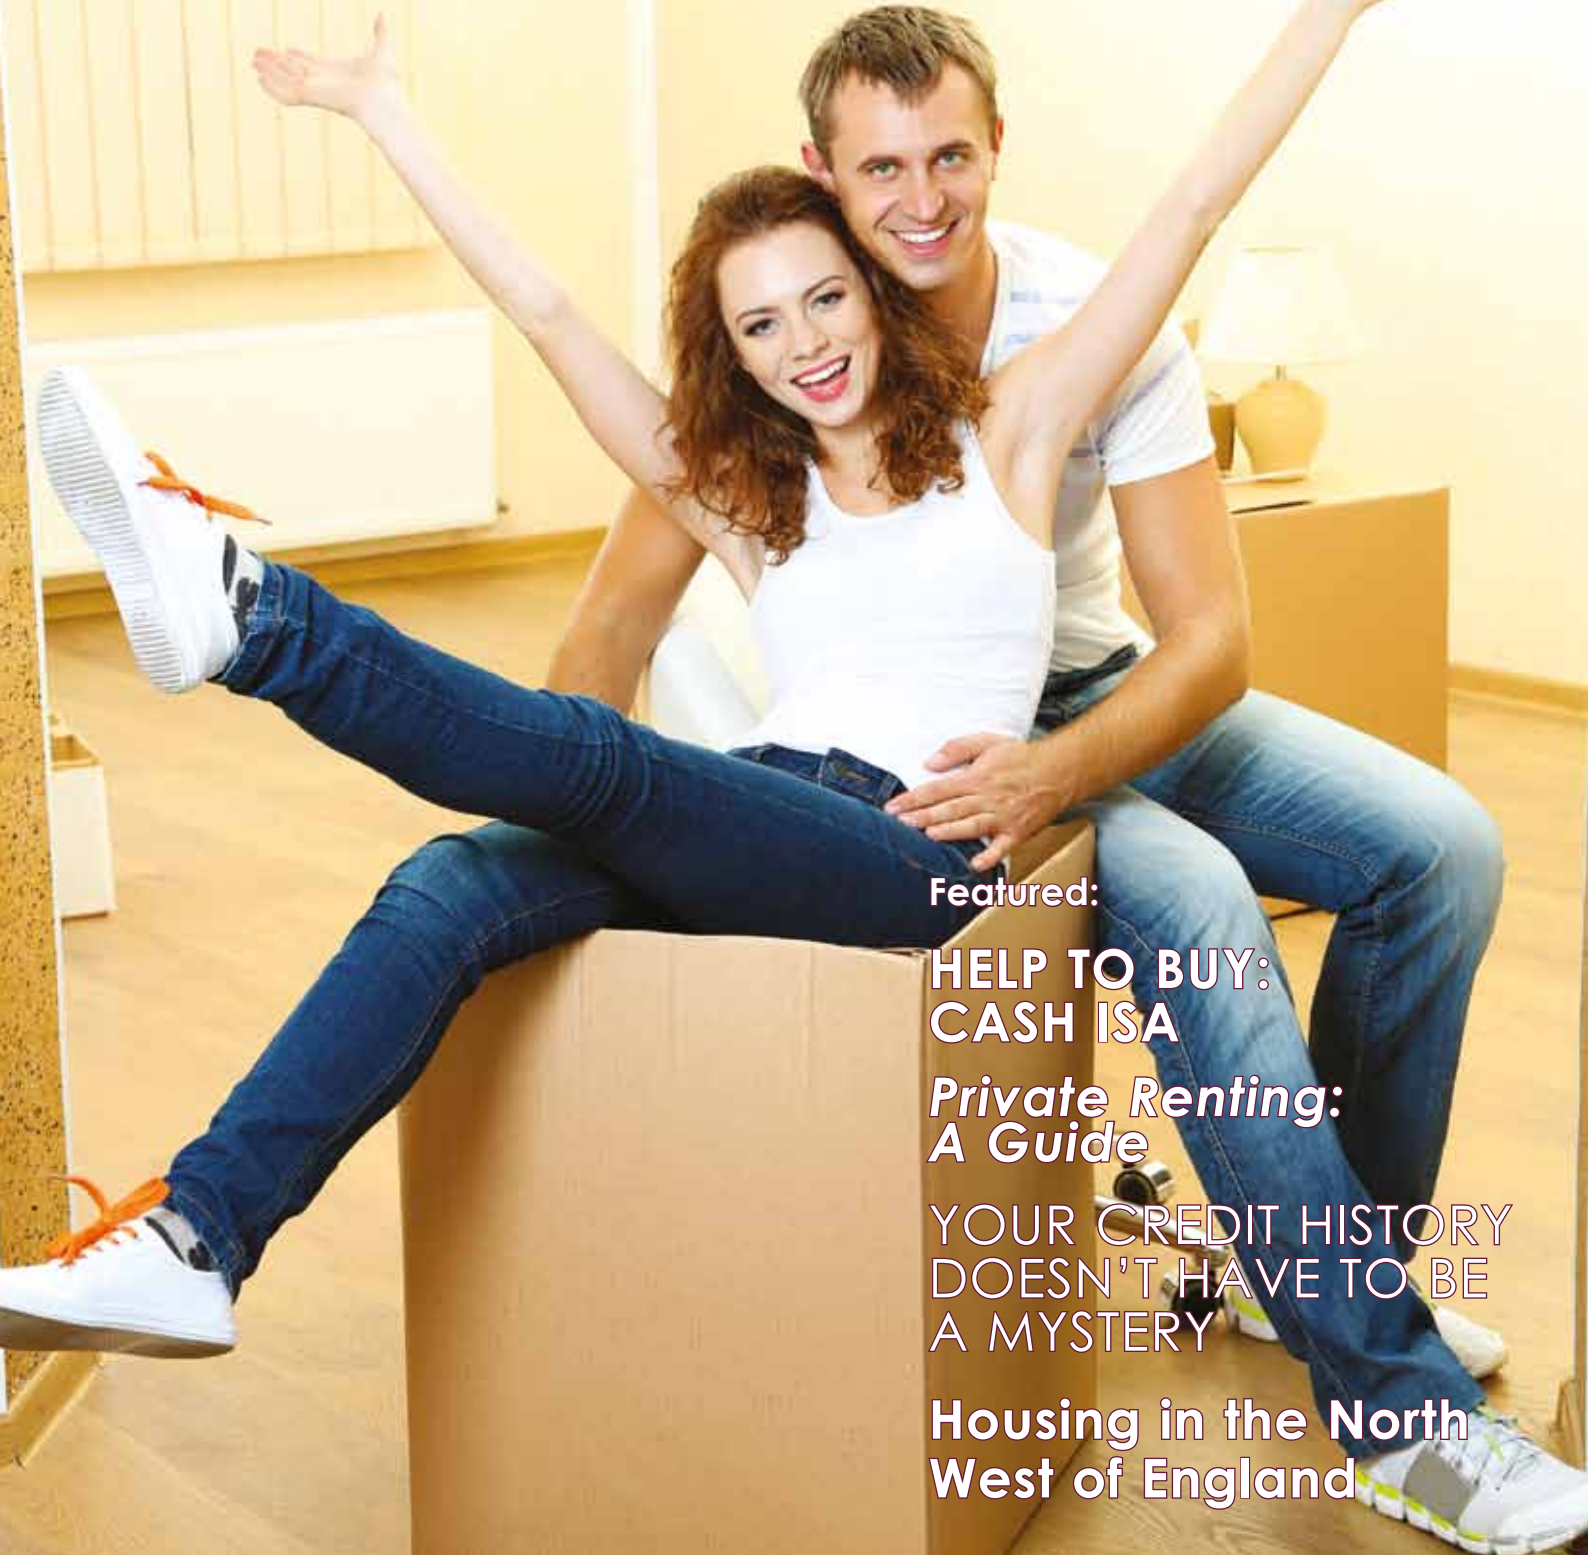 Featured:
HELP TO BUY:
CASH ISA
Private Renting:
A Guide
YOUR CREDIT HISTORY
DOESN'T HAVE TO BE
A MYSTERY
Housing in the North
West of England